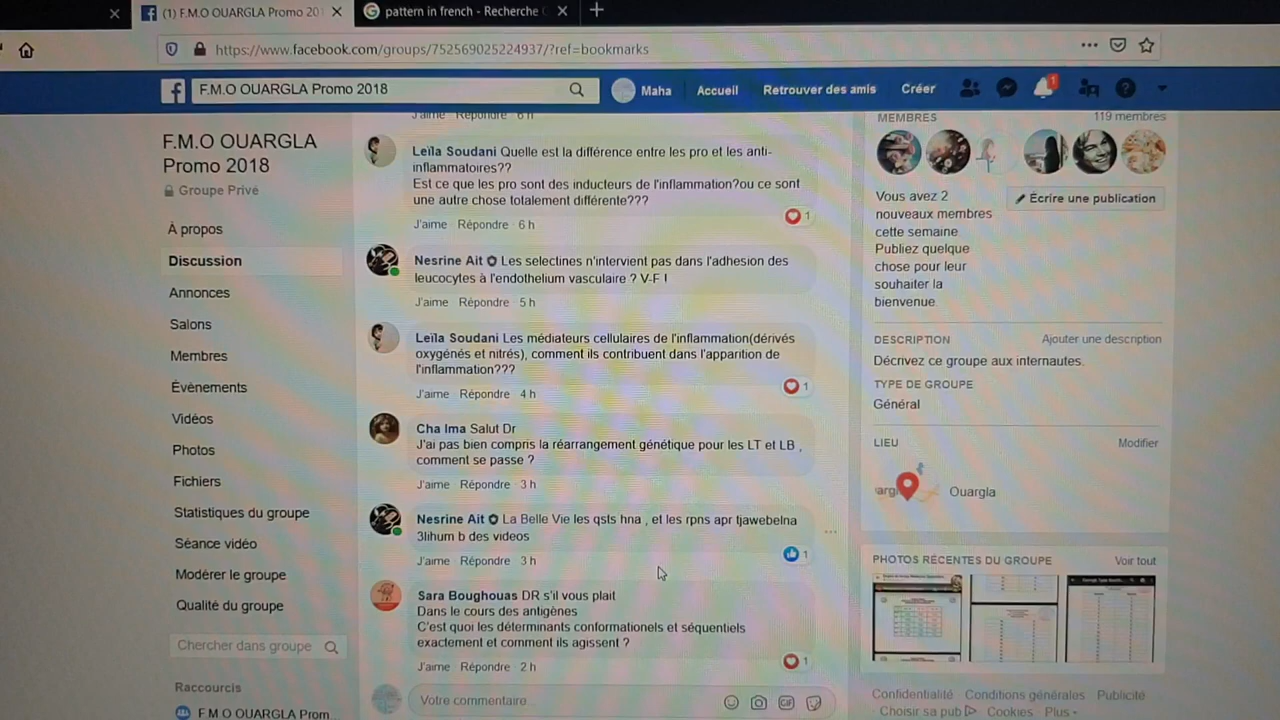 (1) F.M.O OUARGLA Promo 201
pattern in french - Recherche
https://www.facebook.com/groups/752569025224937/?ref=bookmarks
F.M.O OUARGLA Promo 2018
Maha
Accueil
Retrouver des amis
Créer
1
F.M.O OUARGLA
Promo 2018
Groupe Privé
À propos
Discussion
Annonces
Salons
Membres
Évènements
Vidéos
Photos
Fichiers
Statistiques du groupe
Séance vidéo
Modérer le groupe
Qualité du groupe
Chercher dans groupe
Raccourcis
F.M.O OUARGLA Prom
J'aime Répondre 6 h
Leïla Soudani Quelle est la différence entre les pro et les anti-
inflammatoires??
Est ce que les pro sont des inducteurs de l'inflammation?ou ce sont
une autre chose totalement différente???
1
J'aime Répondre 6 h
Nesrine Ait Les selectines n'intervient pas dans l'adhesion des
leucocytes à l'endothelium vasculaire ? V-F !
J'aime Répondre 5 h
Leïla Soudani Les médiateurs cellulaires de l'inflammation(dérivés
oxygénés et nitrés), comment ils contribuent dans l'apparition de
l'inflammation???
1
J'aime Répondre 4 h
Cha Ima Salut Dr
J'ai pas bien compris la réarrangement génétique pour les LT et LB ,
comment se passe ?
J'aime Répondre 3 h
Nesrine Ait La Belle Vie les qsts hna , et les rpns apr tjawebelna
3lihum b des videos
1
J'aime Répondre 3 h
Sara Boughouas DR s'il vous plait
Dans le cours des antigènes
C'est quoi les déterminants conformationels et séquentiels
exactement et comment ils agissent ?
1
J'aime Répondre 2 h
Votre commentaire...
GIF
MEMBRES 119 membres
Vous avez 2
nouveaux membres
cette semaine.
Publiez quelque
chose pour leur
souhaiter la
bienvenue.
Écrire une publication
DESCRIPTION Ajouter une description
Décrivez ce groupe aux internautes.
TYPE DE GROUPE
Général
LIEU Modifier
Ouargla
PHOTOS RÉCENTES DU GROUPE Voir tout
Confidentialité Conditions générales Publicité
Choisir sa pub Cookies Plus